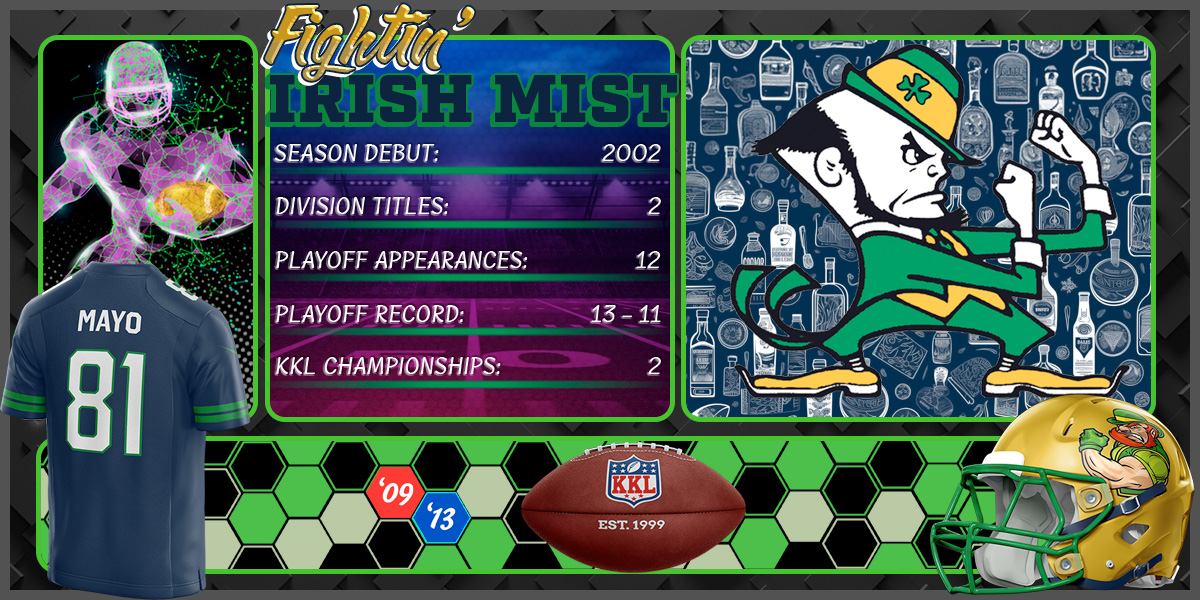 Fightin'
IRISH MIST
SEASON DEBUT: 2002
DIVISION TITLES: 2
PLAYOFF APPEARANCES: 12
PLAYOFF RECORD: 13 – 11
KKL CHAMPIONSHIPS: 2
MAYO
81
'09
'13
KKL
EST. 1999